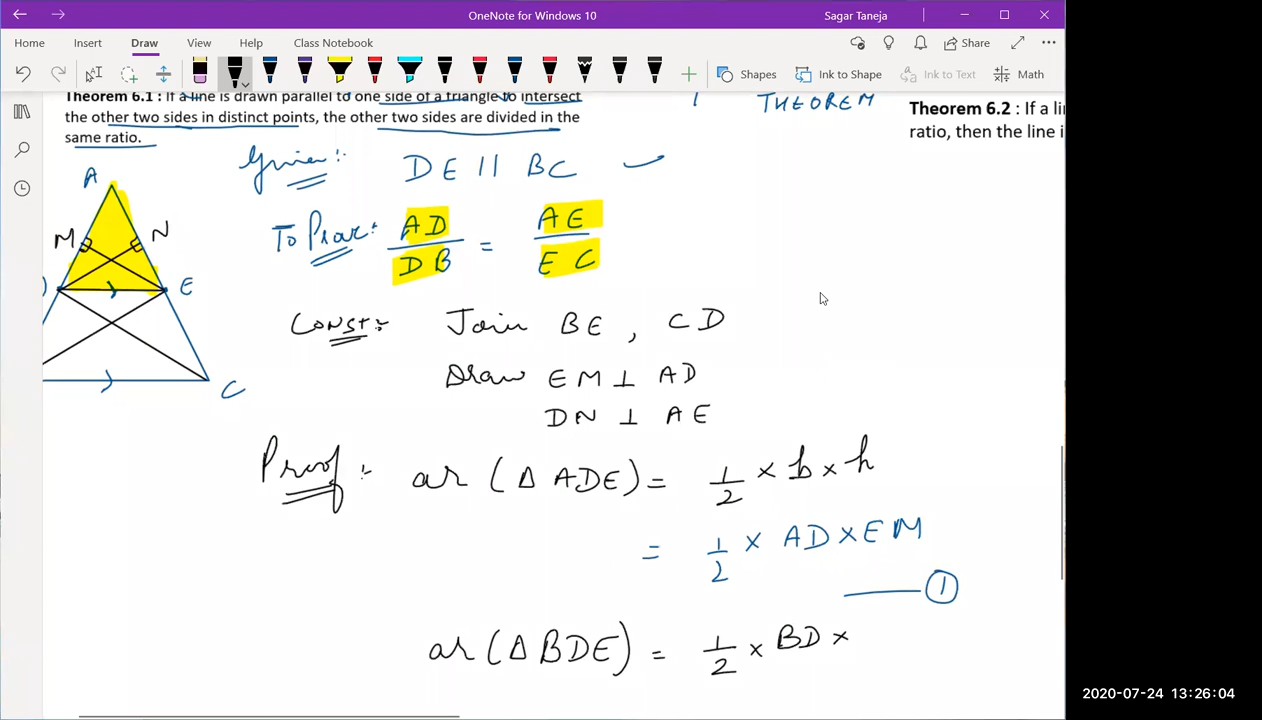 OneNote for Windows 10
Sagar Taneja
Home Insert Draw View Help Class Notebook Share
Shapes Ink to Shape Ink to Text Math
Theorem 6.1 : If a line is drawn parallel to one side of a triangle to intersect
the other two sides in distinct points, the other two sides are divided in the
same ratio.
THEOREM
Theorem 6.2 : If a li
ratio, then the line i
Given:- DE || BC
A
M N
E
C
To Prove: AD/DB = AE/EC
Const:- Join BE, CD
Draw EM ⊥ AD
DN ⊥ AE
Proof:- ar (Δ ADE) = 1/2 × b × h
= 1/2 × AD × EM
1
ar (Δ BDE) = 1/2 × BD ×
2020-07-24 13:26:04